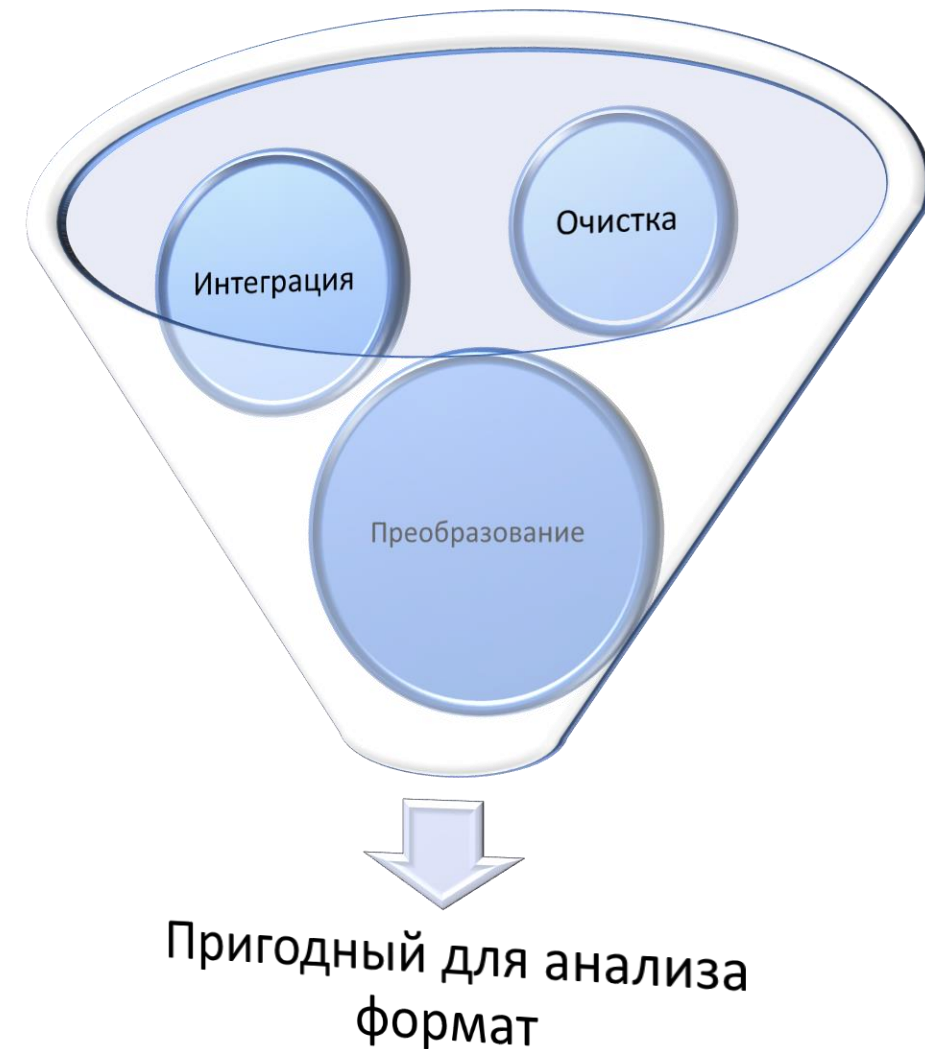 Очистка
Интеграция
Преобразование
Пригодный для анализа
формат